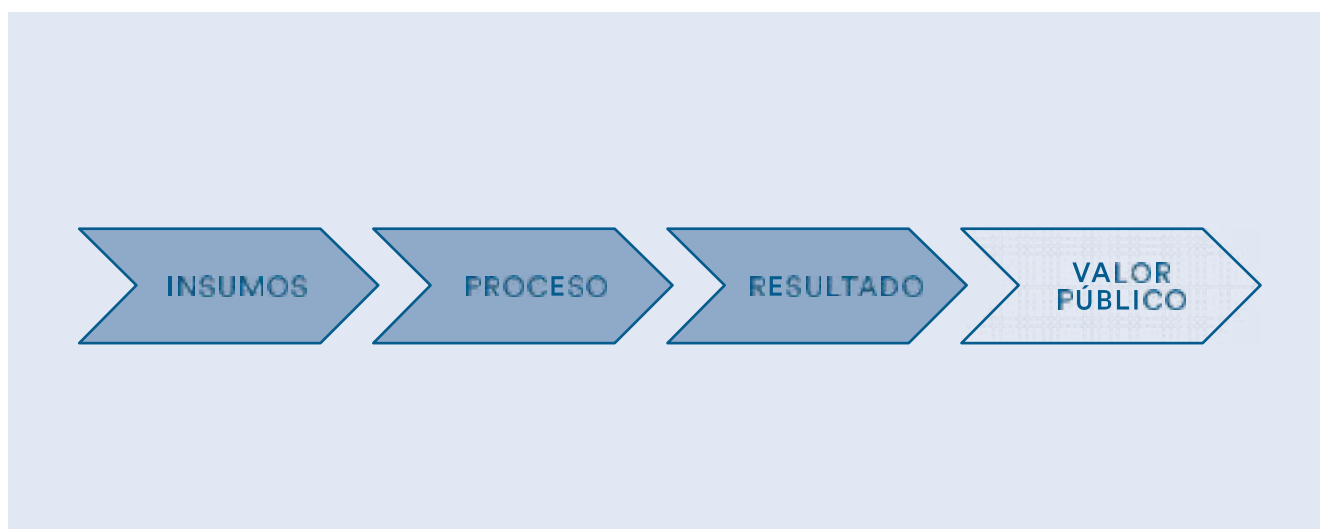 INSUMOS
PROCESO
RESULTADO
VALOR
PÚBLICO